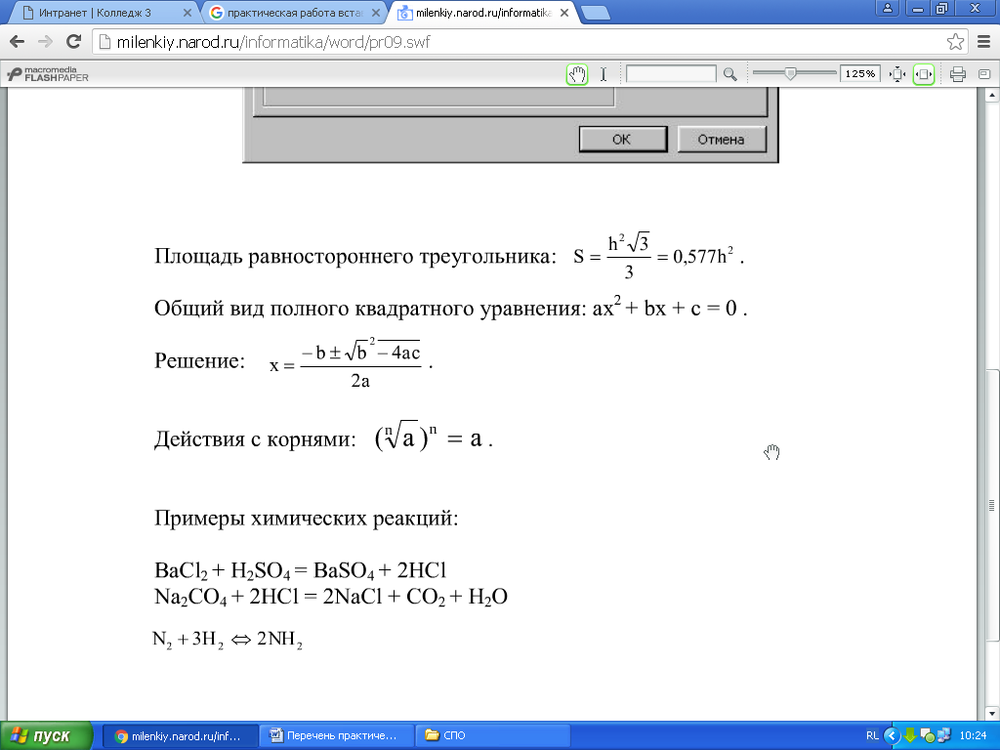 Интранет | Колледж 3
практическая работа вста
milenkiy.narod.ru/informatika
milenkiy.narod.ru/informatika/word/pr09.swf
macromedia
FLASHPAPER
125%
ОК Отмена
Площадь равностороннего треугольника: S = h²√3/3 = 0,577h² .
Общий вид полного квадратного уравнения: ax² + bx + c = 0 .
Решение: x = (−b ± √b² − 4ac)/2a .
Действия с корнями: (ⁿ√a)ⁿ = a .
Примеры химических реакций:
BaCl₂ + H₂SO₄ = BaSO₄ + 2HCl
Na₂CO₄ + 2HCl = 2NaCl + CO₂ + H₂O
N₂ + 3H₂ ⇔ 2NH₂
пуск
milenkiy.narod.ru/inf...
Перечень практиче...
СПО
RL
10:24